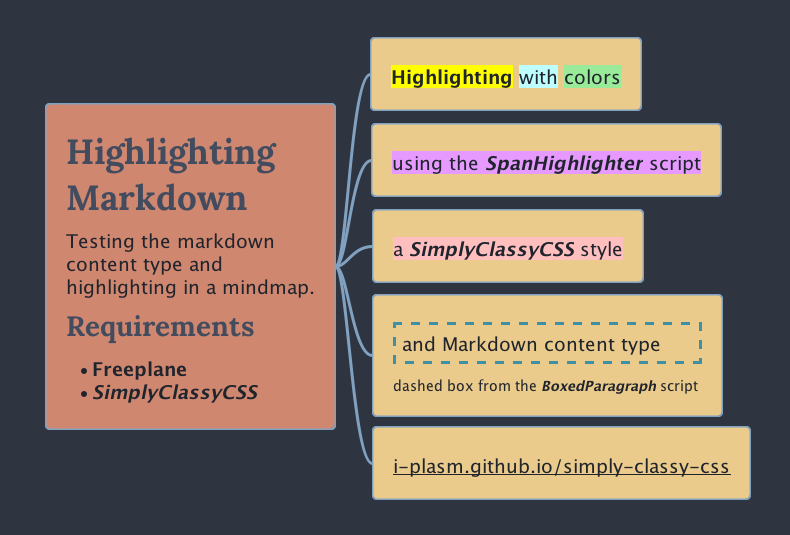 Highlighting
Markdown
Testing the markdown
content type and
highlighting in a mindmap.
Requirements
• Freeplane
• SimplyClassyCSS
Highlighting with colors
using the SpanHighlighter script
a SimplyClassyCSS style
and Markdown content type
dashed box from the BoxedParagraph script
i-plasm.github.io/simply-classy-css